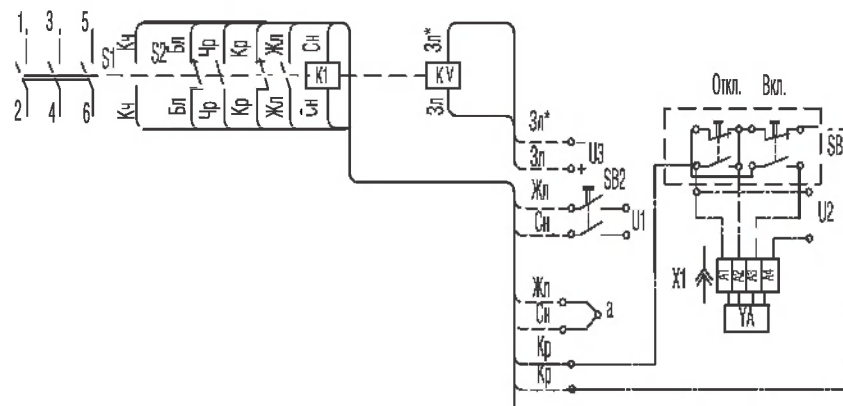 1 3 5
S1 Кч S2 Бл Чр Кр Жл Сн Зл*
К1 KV
2 4 6 Кч Бл Чр Кр Жл Сн Зл
Откл. Вкл.
SB
Зл* – U3
Зл +
Жл SB2
Сн U1
U2
X1 A1 A2 A3 A4
YA
Жл
Сн a
Кр
Кр